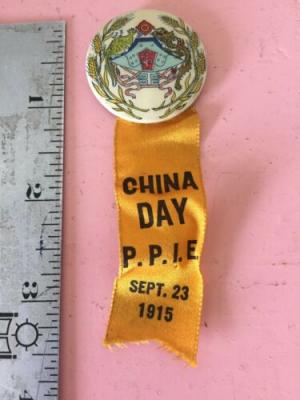 CHINA
DAY
P. P. I. E.
SEPT. 23
1915
1
2
3